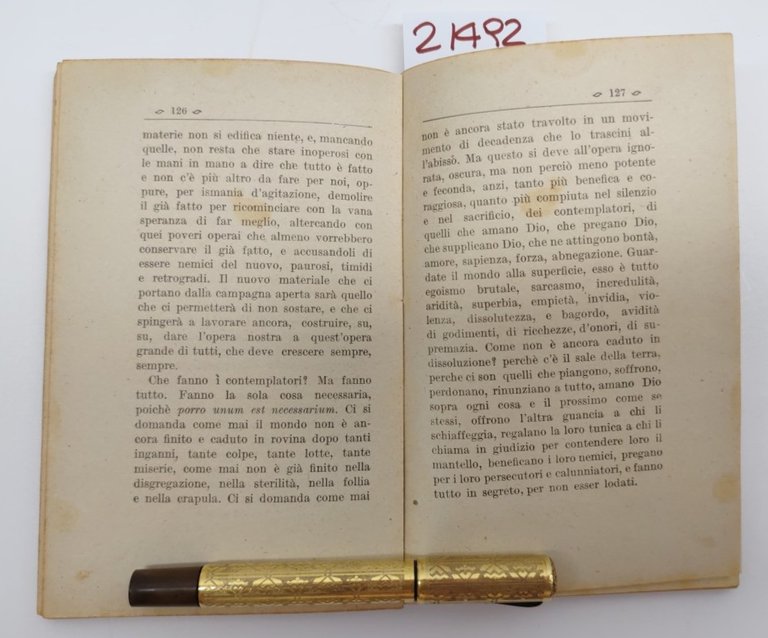 21492
126
materie non si edifica niente, e, mancando
quelle, non resta che stare inoperosi con
le mani in mano a dire che tutto è fatto
e non c'è più altro da fare per noi, op-
pure, per ismania d'agitazione, demolire
il già fatto per ricominciare con la vana
speranza di far meglio, altercando con
quei poveri operai che almeno vorrebbero
conservare il già fatto, e accusandoli di
essere nemici del nuovo, paurosi, timidi
e retrogradi. Il nuovo materiale che ci
portano dalla campagna aperta sarà quello
che ci permetterà di non sostare, e che ci
spingerà a lavorare ancora, costruire, su,
su, dare l'opera nostra a quest'opera
grande di tutti, che deve crescere sempre,
sempre.
Che fanno i contemplatori? Ma fanno
tutto. Fanno la sola cosa necessaria,
poichè porro unum est necessarium. Ci si
domanda come mai il mondo non è an-
cora finito e caduto in rovina dopo tanti
inganni, tante colpe, tante lotte, tante
miserie, come mai non è già finito nella
disgregazione, nella sterilità, nella follia
e nella crapula. Ci si domanda come mai
127
non è ancora stato travolto in un movi-
mento di decadenza che lo trascini al-
l'abisso. Ma questo si deve all'opera igno-
rata, oscura, ma non perciò meno potente
e feconda, anzi, tanto più benefica e co-
raggiosa, quanto più compiuta nel silenzio
e nel sacrificio, dei contemplatori, di
quelli che amano Dio, che pregano Dio,
che supplicano Dio, che ne attingono bontà,
amore, sapienza, forza, abnegazione. Guar-
date il mondo alla superficie, esso è tutto
egoismo brutale, sarcasmo, incredulità,
aridità, superbia, empietà, invidia, vio-
lenza, dissolutezza, e bagordo, avidità
di godimenti, di ricchezze, d'onori, di su-
premazia. Come non è ancora caduto in
dissoluzione? perchè c'è il sale della terra,
perche ci son quelli che piangono, soffrono,
perdonano, rinunziano a tutto, amano Dio
sopra ogni cosa e il prossimo come se
stessi, offrono l'altra guancia a chi li
schiaffeggia, regalano la loro tunica a chi li
chiama in giudizio per contendere loro il
mantello, beneficano i loro nemici, pregano
per i loro persecutori e calunniatori, e fanno
tutto in segreto, per non esser lodati.